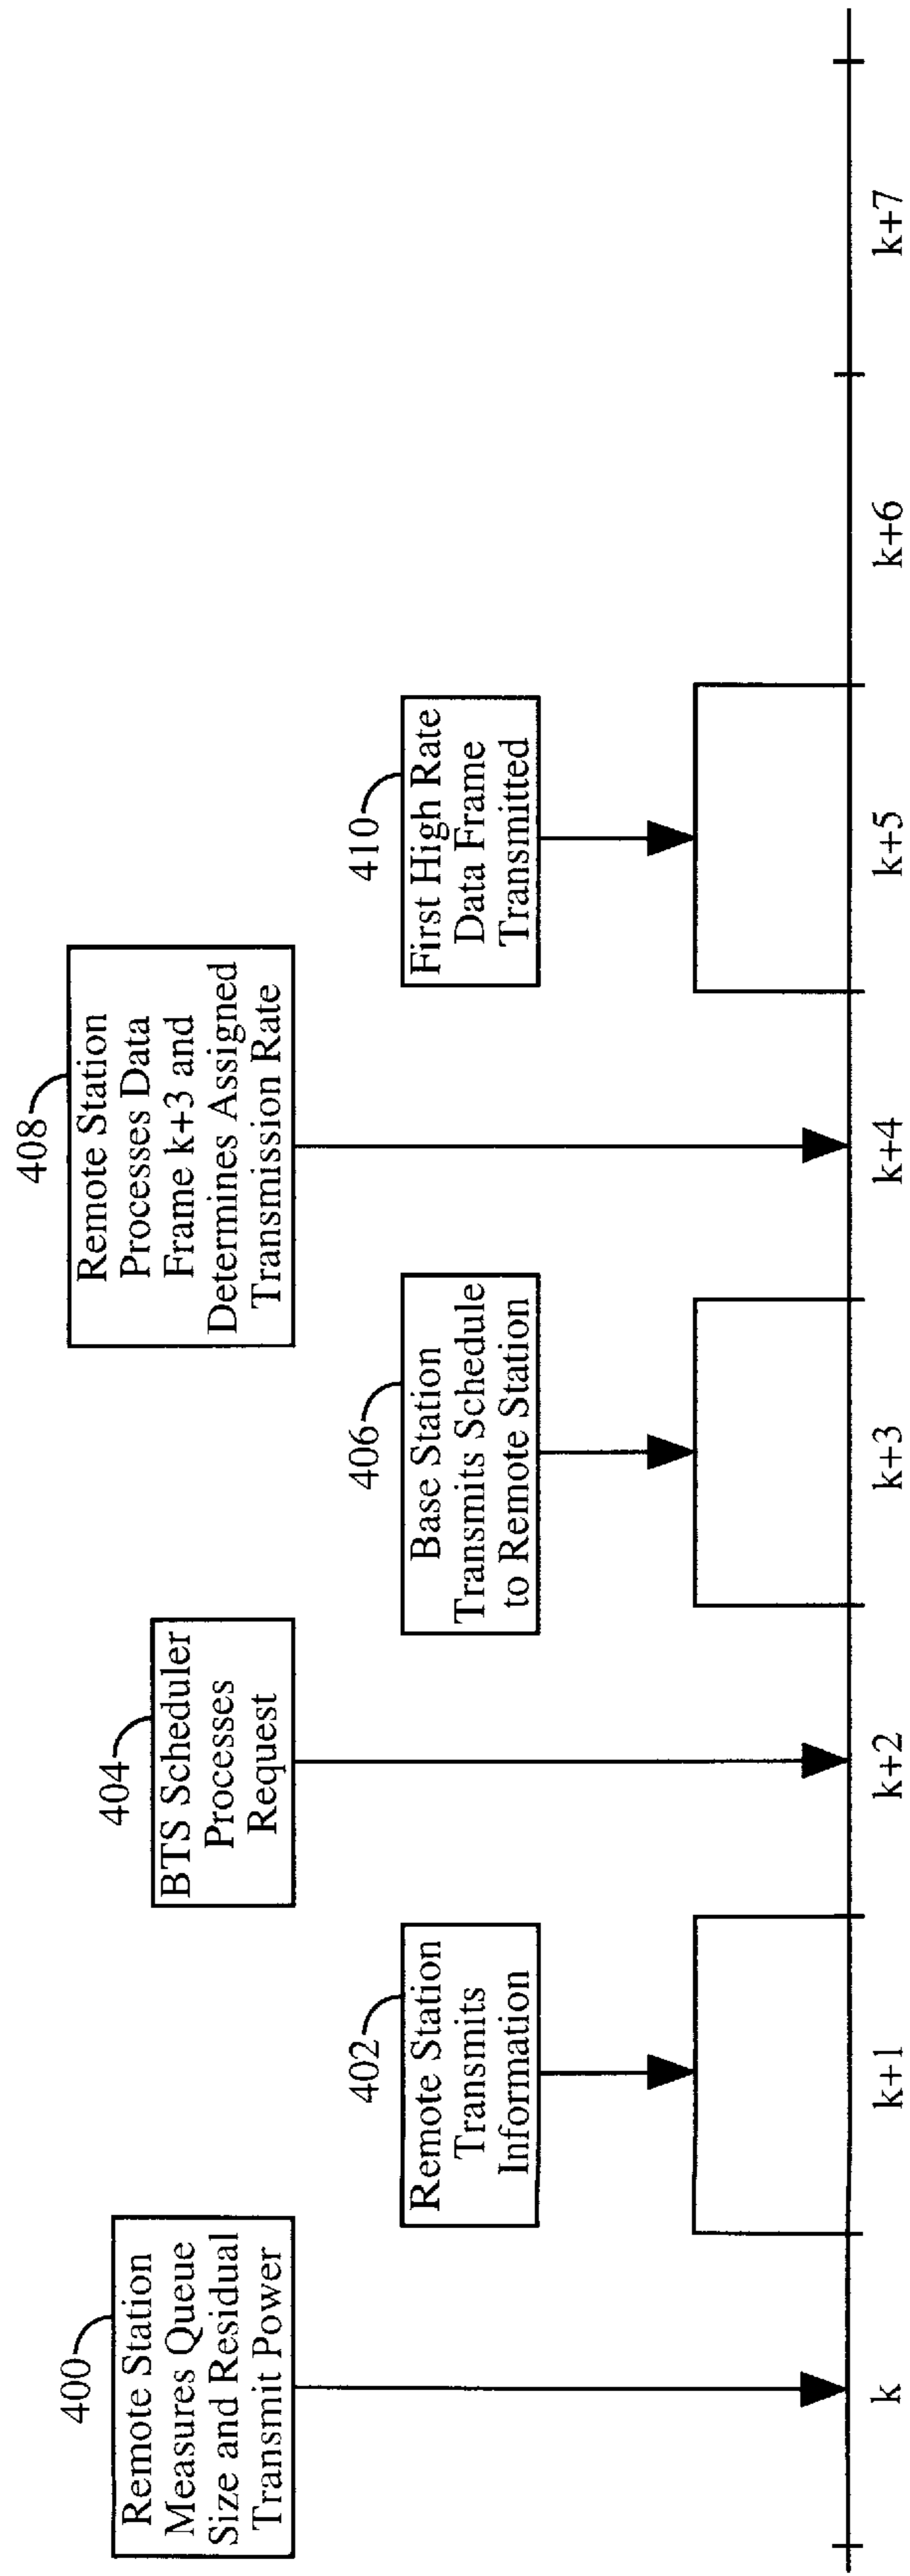 400
Remote Station
Measures Queue
Size and Residual
Transmit Power
402
Remote Station
Transmits
Information
404
BTS Scheduler
Processes
Request
406
Base Station
Transmits Schedule
to Remote Station
408
Remote Station
Processes Data
Frame k+3 and
Determines Assigned
Transmission Rate
410
First High Rate
Data Frame
Transmitted
k
k+1
k+2
k+3
k+4
k+5
k+6
k+7